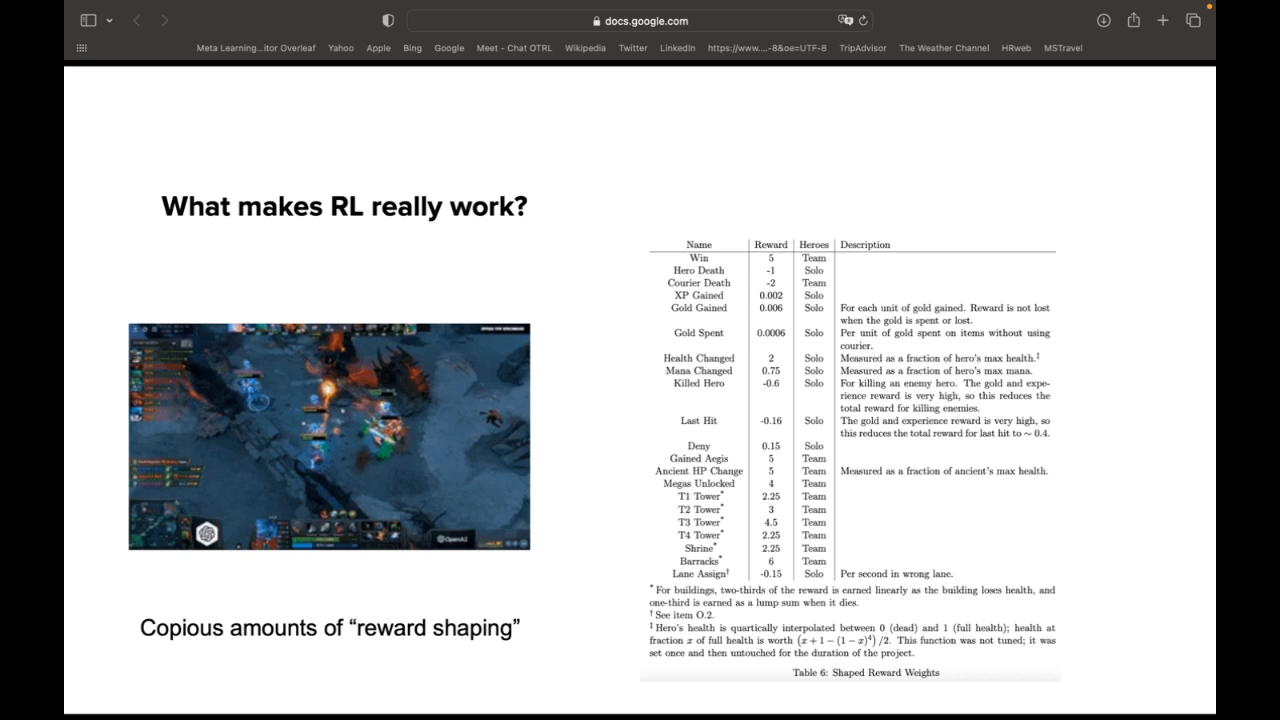 docs.google.com
Meta Learning...itor Overleaf Yahoo Apple Bing Google Meet - Chat OTRL Wikipedia Twitter LinkedIn https://www....-8&oe=UTF-8 TripAdvisor The Weather Channel HRweb MSTravel
What makes RL really work?
OpenAI
Copious amounts of “reward shaping”
Name Reward Heroes Description
Win 5 Team
Hero Death -1 Solo
Courier Death -2 Team
XP Gained 0.002 Solo
Gold Gained 0.006 Solo For each unit of gold gained. Reward is not lost
when the gold is spent or lost.
Gold Spent 0.0006 Solo Per unit of gold spent on items without using
courier.
Health Changed 2 Solo Measured as a fraction of hero's max health.‡
Mana Changed 0.75 Solo Measured as a fraction of hero's max mana.
Killed Hero -0.6 Solo For killing an enemy hero. The gold and expe-
rience reward is very high, so this reduces the
total reward for killing enemies.
Last Hit -0.16 Solo The gold and experience reward is very high, so
this reduces the total reward for last hit to ~ 0.4.
Deny 0.15 Solo
Gained Aegis 5 Team
Ancient HP Change 5 Team Measured as a fraction of ancient's max health.
Megas Unlocked 4 Team
T1 Tower* 2.25 Team
T2 Tower* 3 Team
T3 Tower* 4.5 Team
T4 Tower* 2.25 Team
Shrine* 2.25 Team
Barracks* 6 Team
Lane Assign† -0.15 Solo Per second in wrong lane.
* For buildings, two-thirds of the reward is earned linearly as the building loses health, and
one-third is earned as a lump sum when it dies.
† See item O.2.
‡ Hero's health is quartically interpolated between 0 (dead) and 1 (full health); health at
fraction x of full health is worth (x + 1 − (1 − x)⁴) /2. This function was not tuned; it was
set once and then untouched for the duration of the project.
Table 6: Shaped Reward Weights